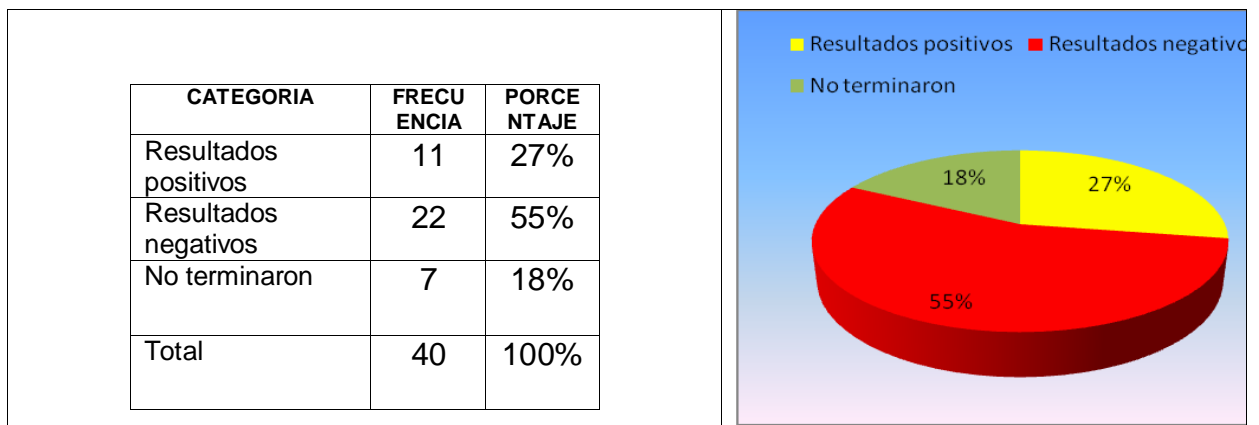 CATEGORIA FRECU ENCIA PORCE NTAJE
Resultados positivos 11 27%
Resultados negativos 22 55%
No terminaron 7 18%
Total 40 100%
Resultados positivos Resultados negativo
No terminaron
18% 27%
55%